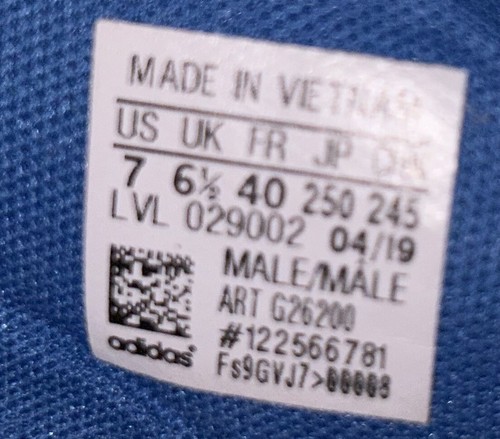 MADE IN VIETNAM
US UK FR JP CHN
7 6½ 40 250 245
LVL 029002 04/19
MALE/MÂLE
ART G26200
#122566781
adidas
Fs9GVJ7>00008